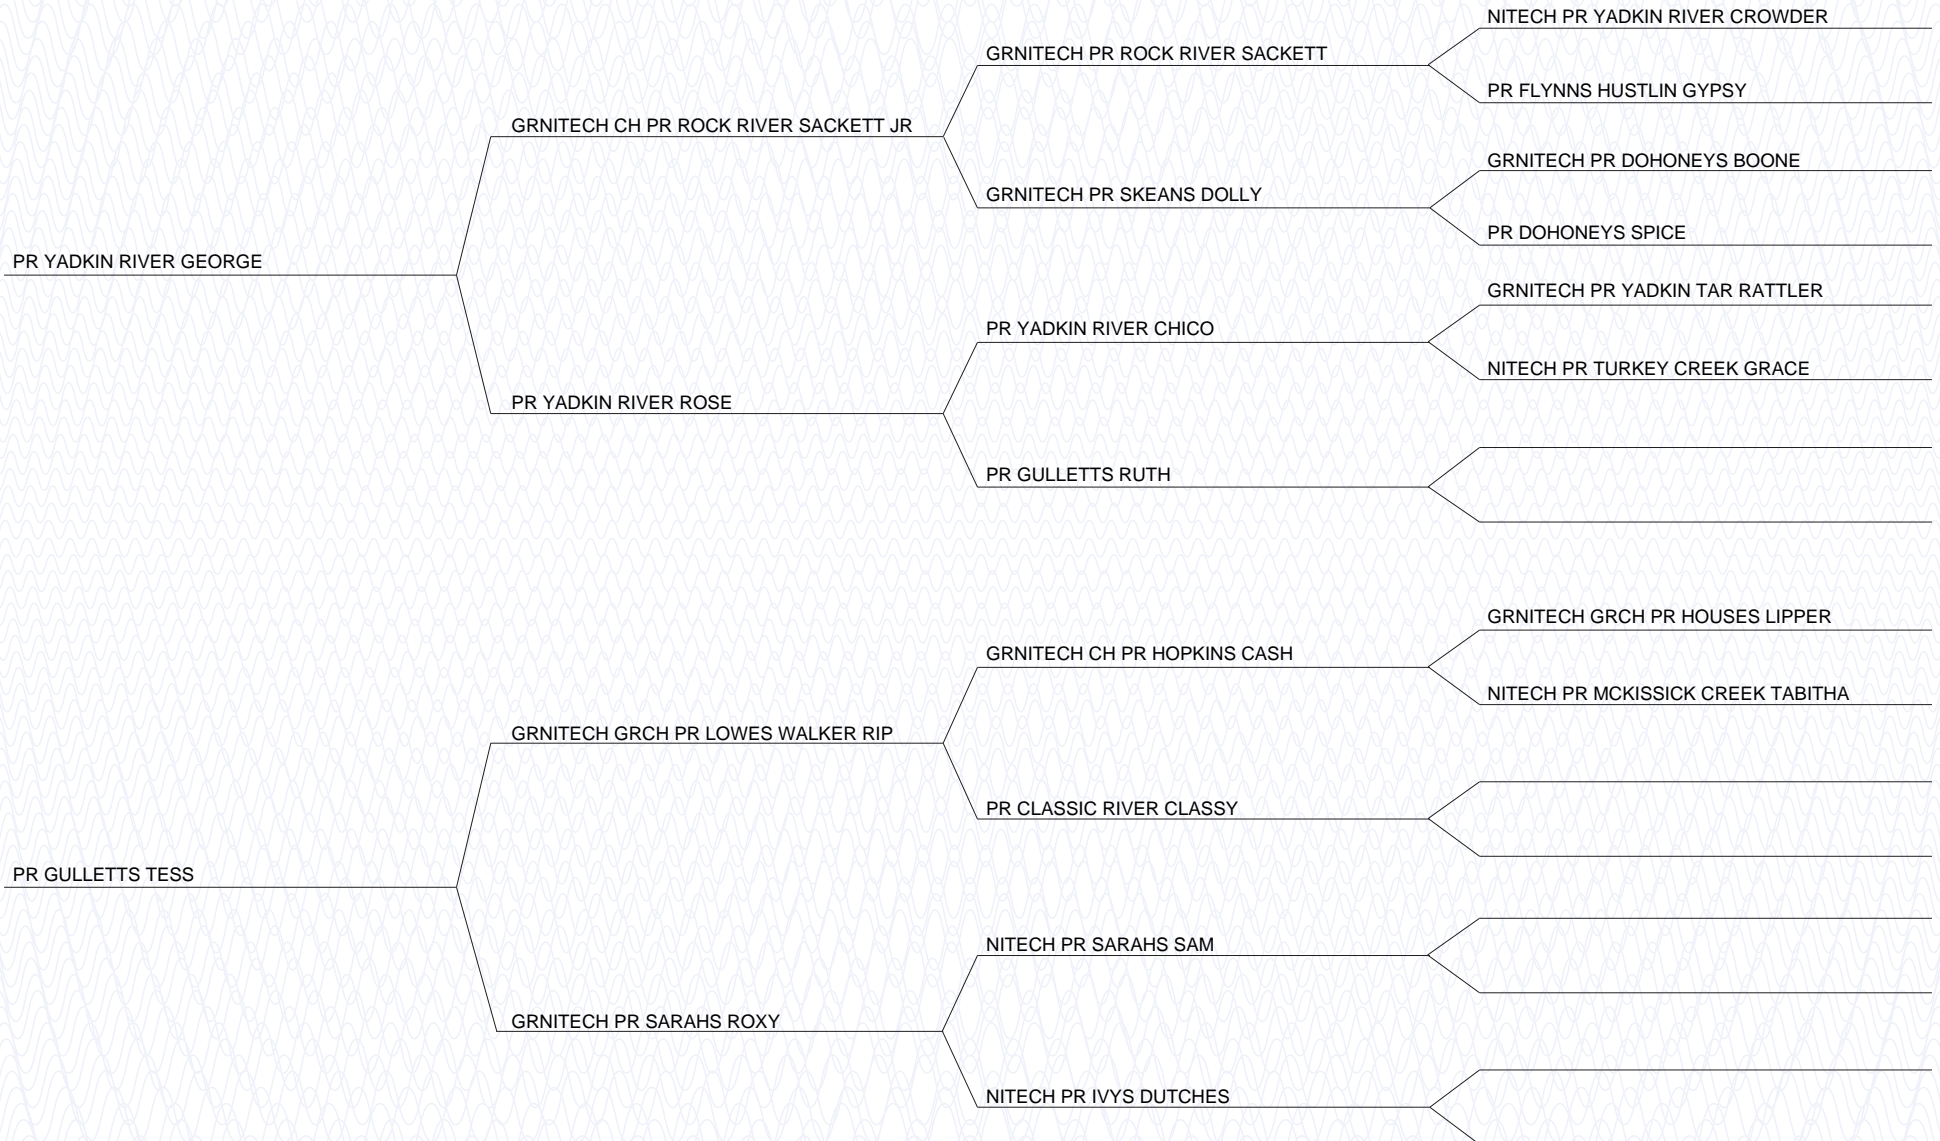 NITECH PR YADKIN RIVER CROWDER
GRNITECH PR ROCK RIVER SACKETT
PR FLYNNS HUSTLIN GYPSY
GRNITECH CH PR ROCK RIVER SACKETT JR
GRNITECH PR DOHONEYS BOONE
GRNITECH PR SKEANS DOLLY
PR DOHONEYS SPICE
PR YADKIN RIVER GEORGE
GRNITECH PR YADKIN TAR RATTLER
PR YADKIN RIVER CHICO
NITECH PR TURKEY CREEK GRACE
PR YADKIN RIVER ROSE
PR GULLETTS RUTH
GRNITECH GRCH PR HOUSES LIPPER
GRNITECH CH PR HOPKINS CASH
NITECH PR MCKISSICK CREEK TABITHA
GRNITECH GRCH PR LOWES WALKER RIP
PR CLASSIC RIVER CLASSY
PR GULLETTS TESS
NITECH PR SARAHS SAM
GRNITECH PR SARAHS ROXY
NITECH PR IVYS DUTCHES